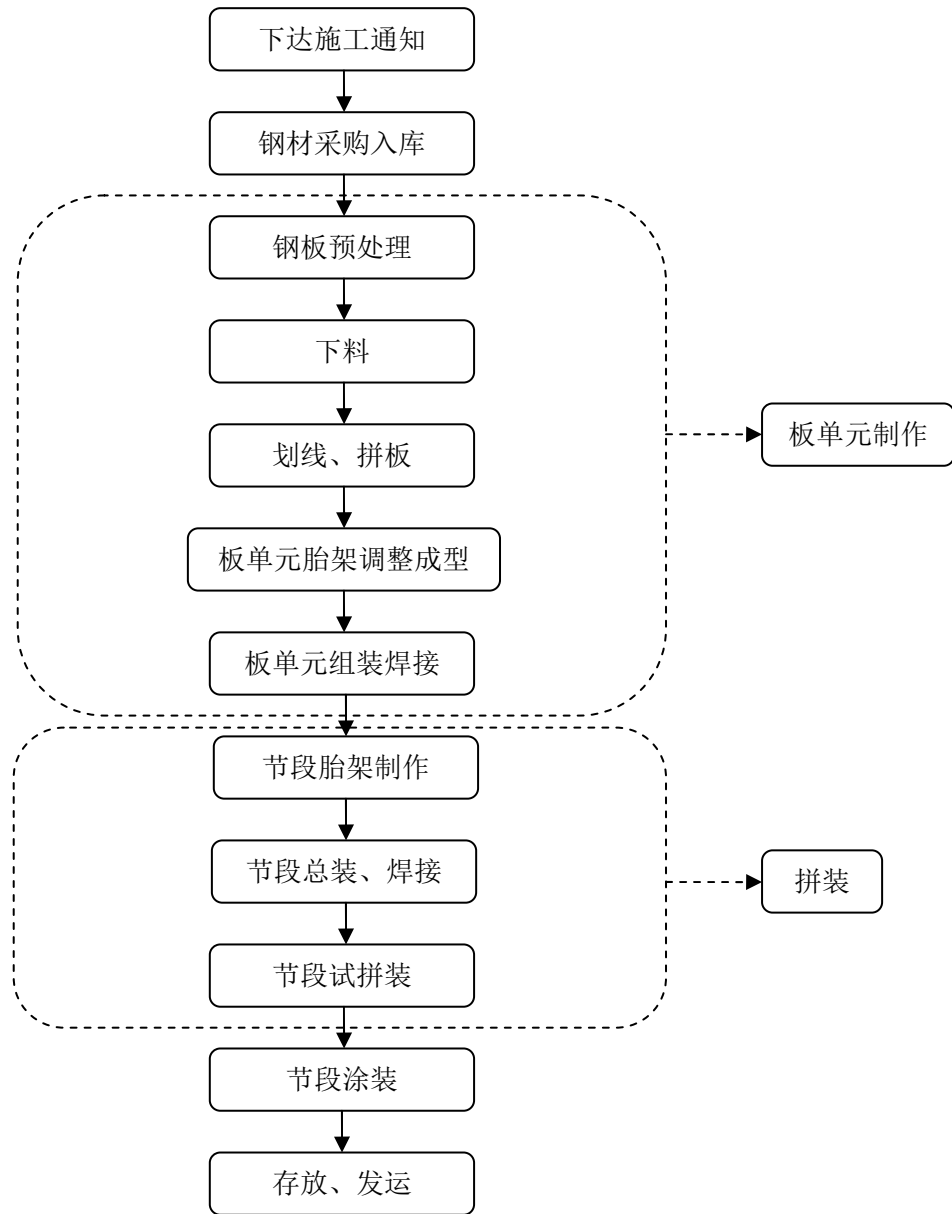 下达施工通知
钢材采购入库
钢板预处理
下料
划线、拼板
板单元制作
板单元胎架调整成型
板单元组装焊接
节段胎架制作
节段总装、焊接
拼装
节段试拼装
节段涂装
存放、发运